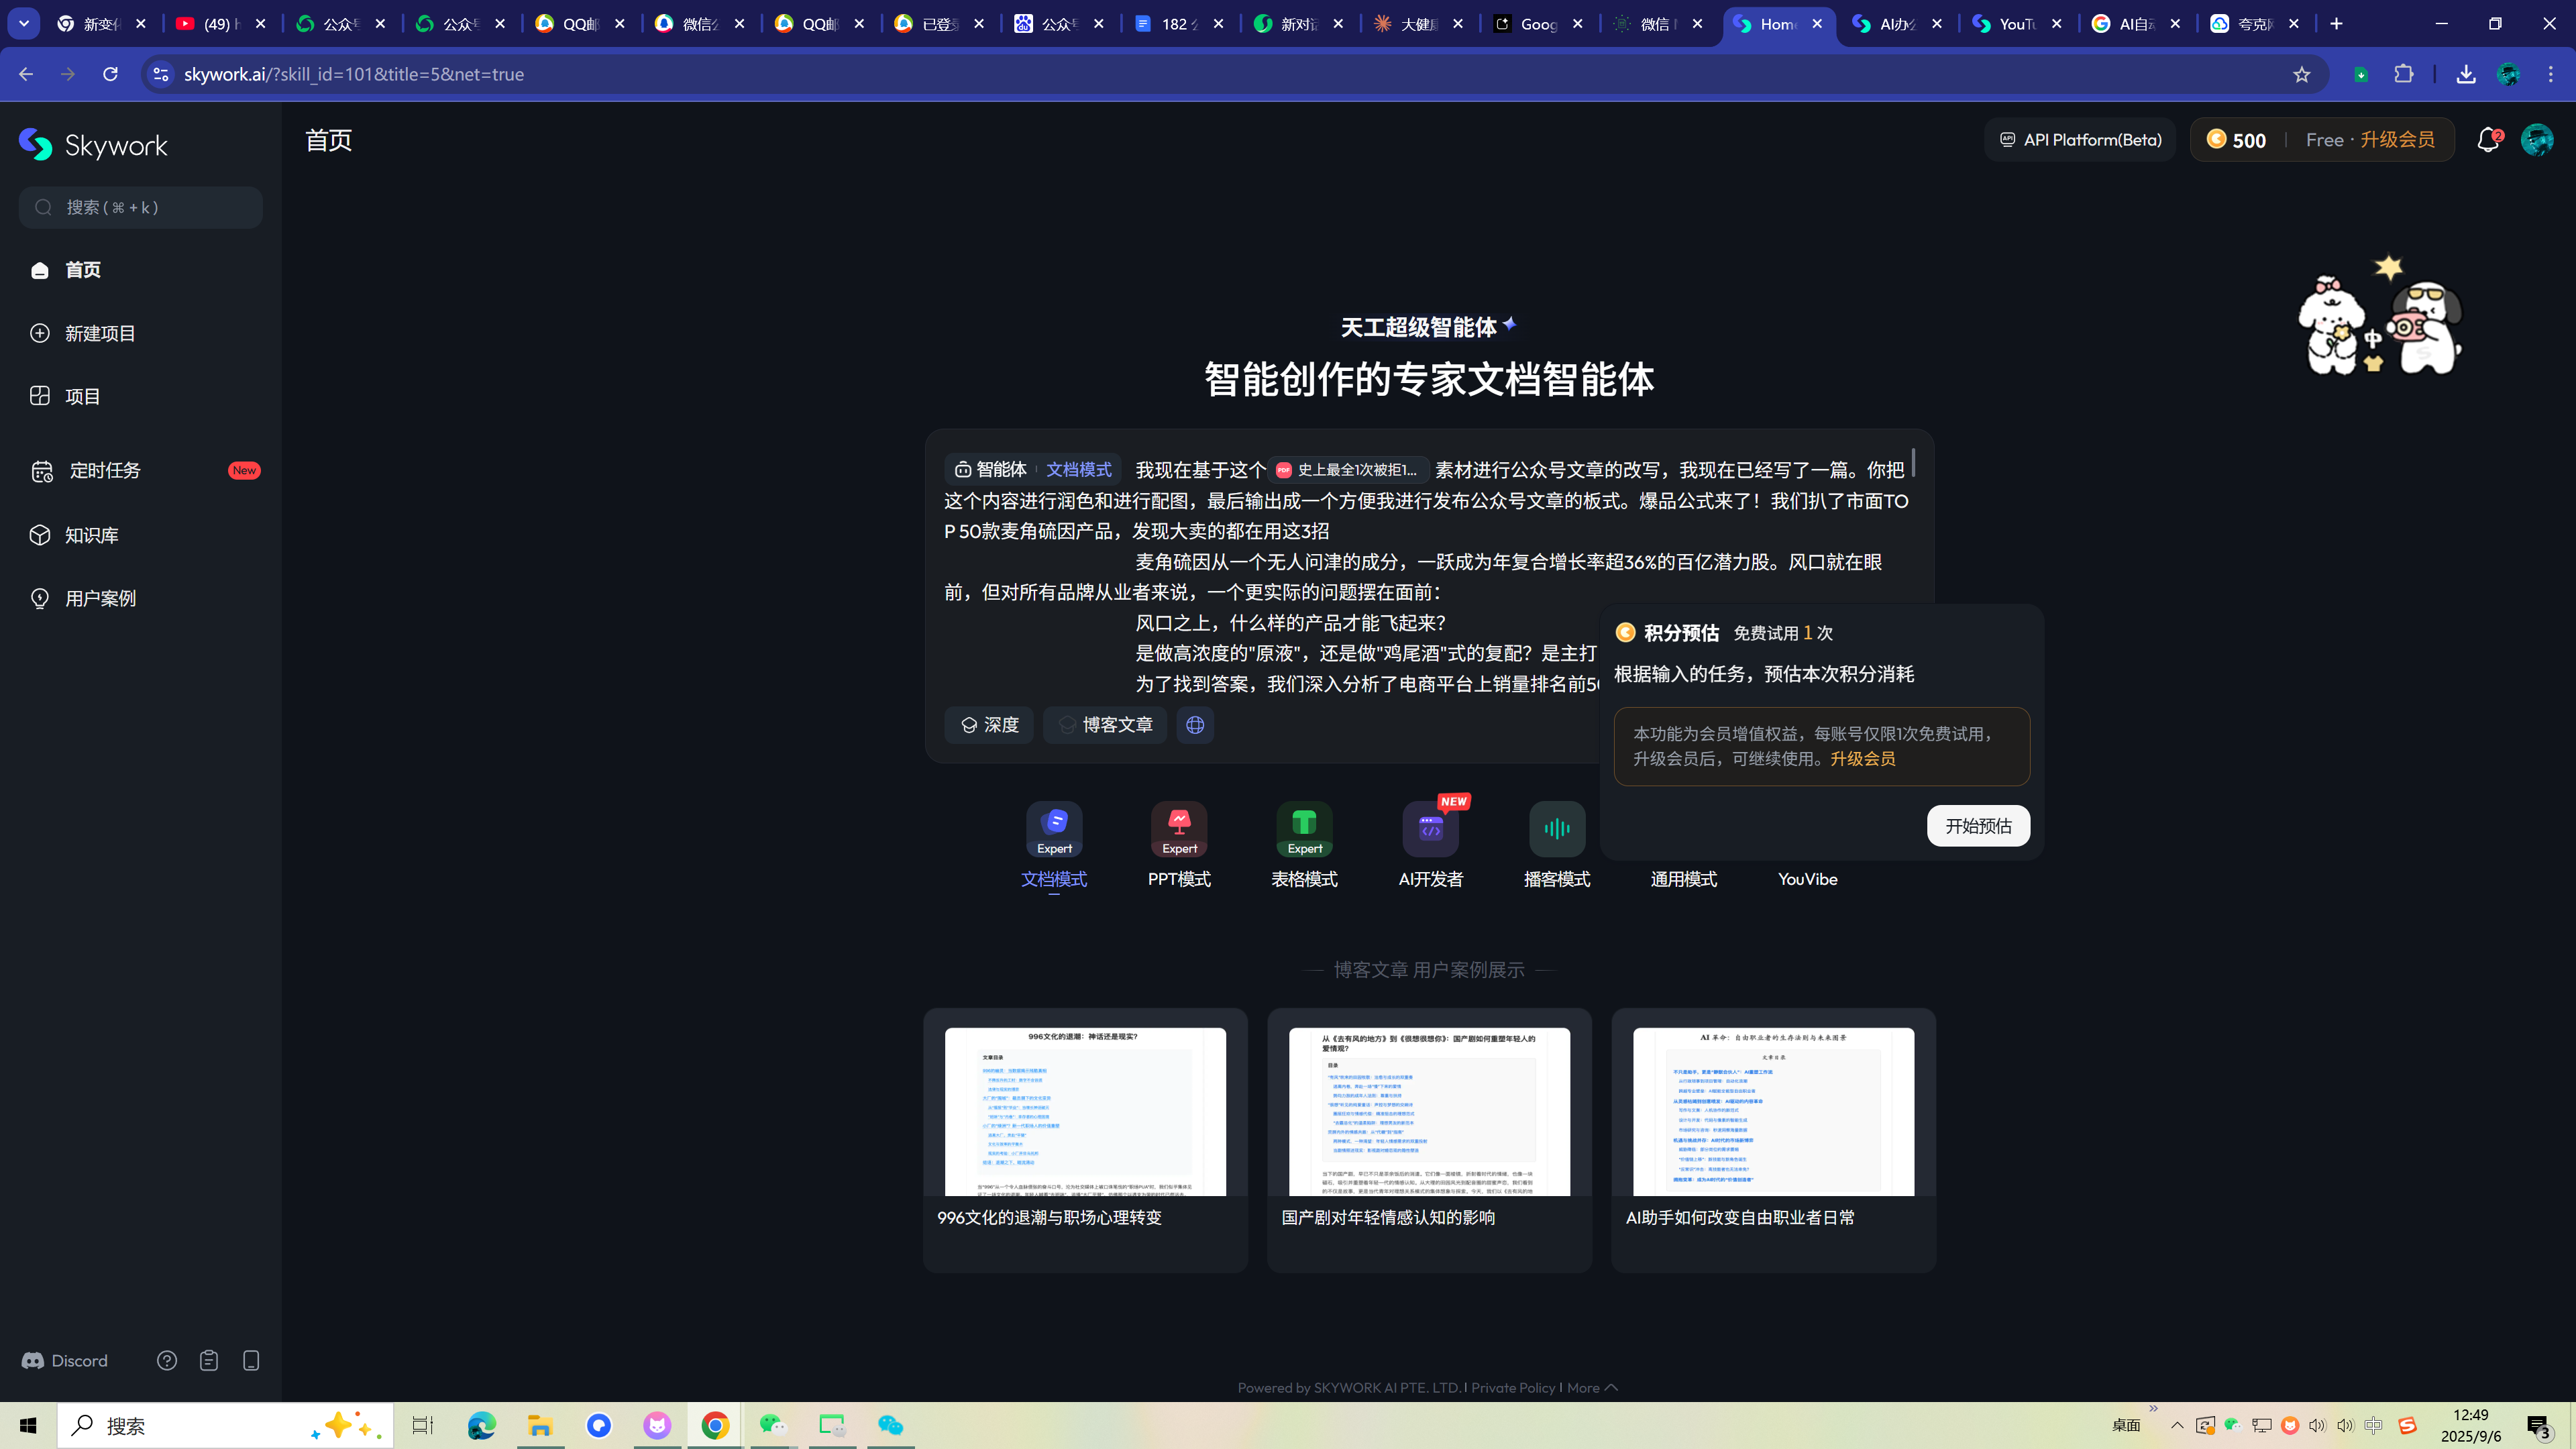 新变化
(49) h
公众号
公众号
QQ邮
微信公
QQ邮
已登录
公众号
182 公
新对话
大健康
Goog
微信 M
Home
AI办公
YouTu
AI自动
夸克网
skywork.ai/?skill_id=101&title=5&net=true
Skywork
首页
API Platform(Beta)
500
Free · 升级会员
2
搜索 ( ⌘ + k )
首页
新建项目
项目
定时任务
New
知识库
用户案例
天工超级智能体
智能创作的专家文档智能体
智能体 文档模式 我现在基于这个 PDF 史上最全1次被拒1... 素材进行公众号文章的改写，我现在已经写了一篇。你把
这个内容进行润色和进行配图，最后输出成一个方便我进行发布公众号文章的板式。爆品公式来了！我们扒了市面TO
P 50款麦角硫因产品，发现大卖的都在用这3招
麦角硫因从一个无人问津的成分，一跃成为年复合增长率超36%的百亿潜力股。风口就在眼
前，但对所有品牌从业者来说，一个更实际的问题摆在面前：
风口之上，什么样的产品才能飞起来？
是做高浓度的"原液"，还是做"鸡尾酒"式的复配？是主打
为了找到答案，我们深入分析了电商平台上销量排名前50
深度
博客文章
积分预估 免费试用 1 次
根据输入的任务，预估本次积分消耗
本功能为会员增值权益，每账号仅限1次免费试用，
升级会员后，可继续使用。升级会员
开始预估
中
Expert
文档模式
Expert
PPT模式
Expert
表格模式
NEW
AI开发者
播客模式
通用模式
YouVibe
博客文章 用户案例展示
996文化的退潮：神话还是现实？
文章目录
从《去有风的地方》到《很想很想你》：国产剧如何重塑年轻人的
爱情观？
目录
AI 革命：自由职业者的生存法则与未来图景
文章目录
996文化的退潮与职场心理转变
国产剧对年轻情感认知的影响
AI助手如何改变自由职业者日常
Discord
Powered by SKYWORK AI PTE. LTD. | Private Policy | More
搜索
桌面
中
12:49
2025/9/6
3